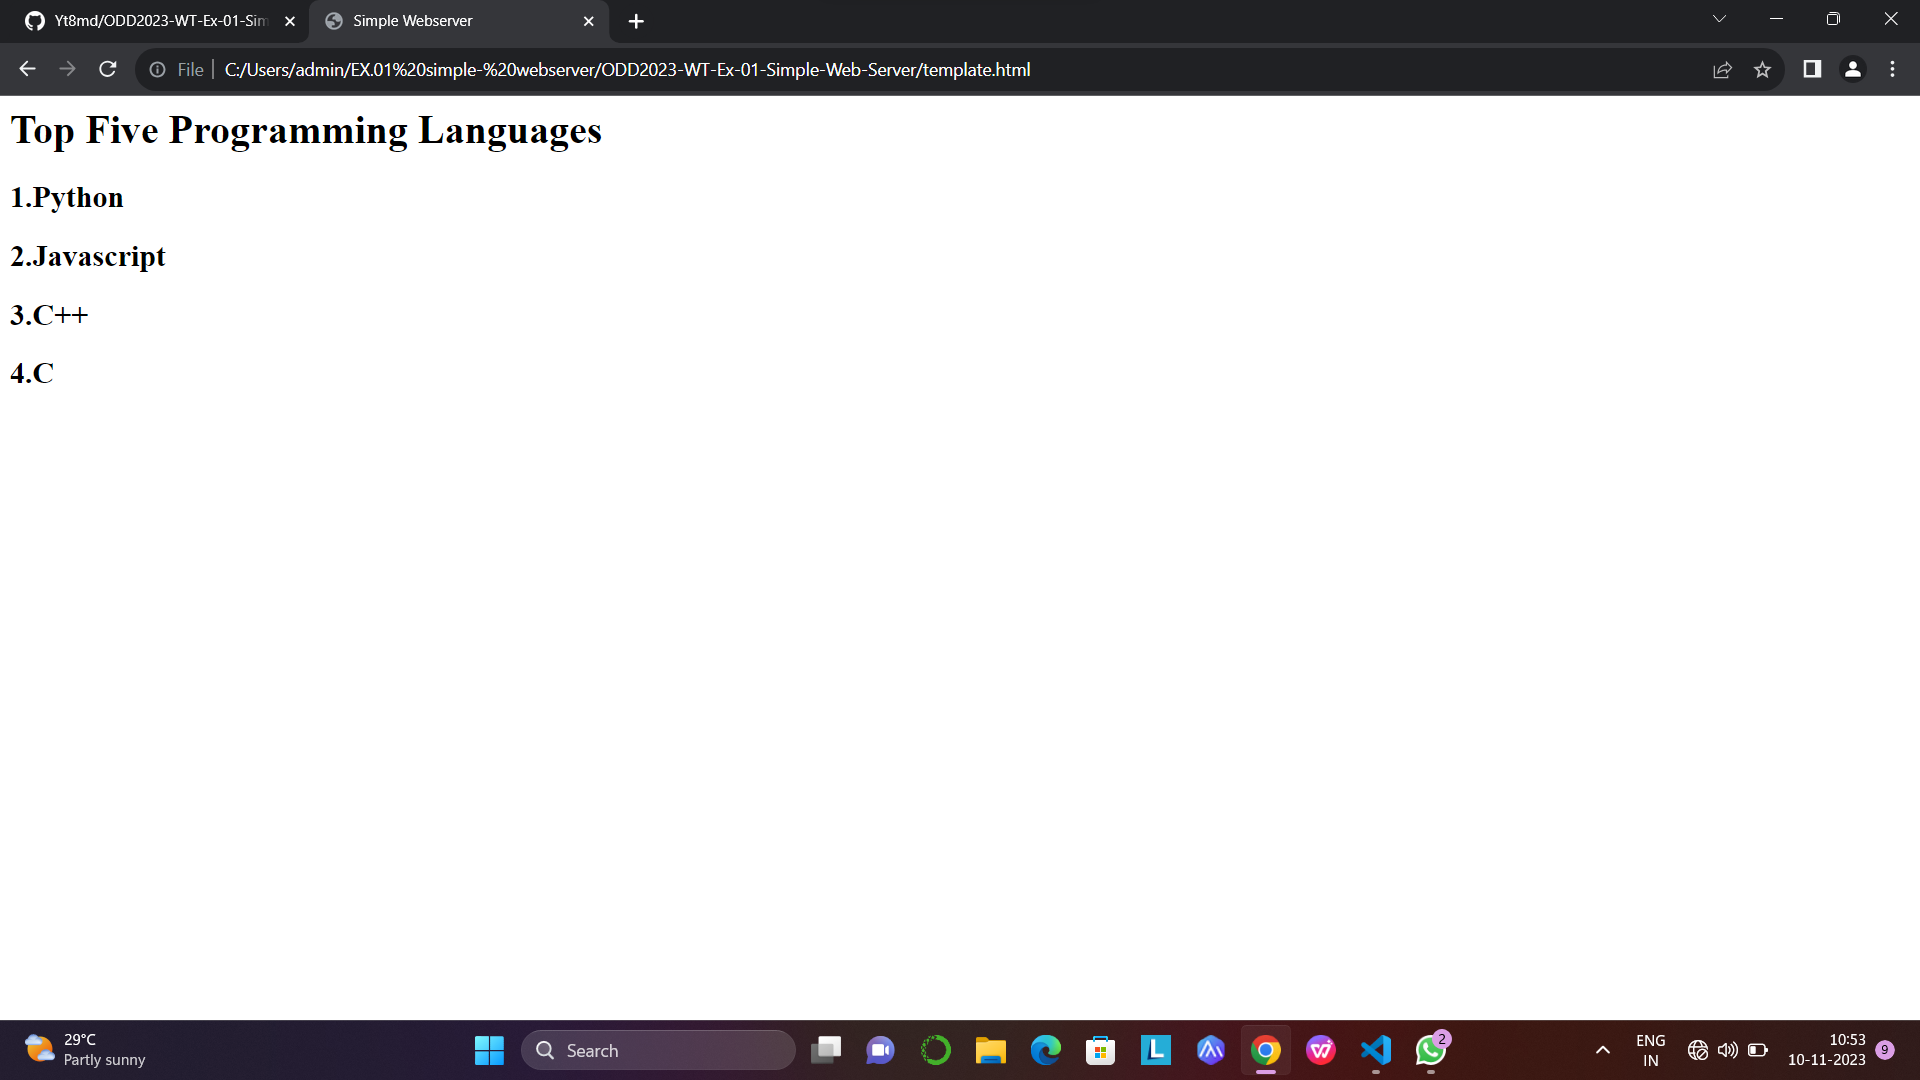 Yt8md/ODD2023-WT-Ex-01-Sim
Simple Webserver
File
C:/Users/admin/EX.01%20simple-%20webserver/ODD2023-WT-Ex-01-Simple-Web-Server/template.html
Top Five Programming Languages
1.Python
2.Javascript
3.C++
4.C
29°C
Partly sunny
Search
L
2
ENG
IN
10:53
10-11-2023
9